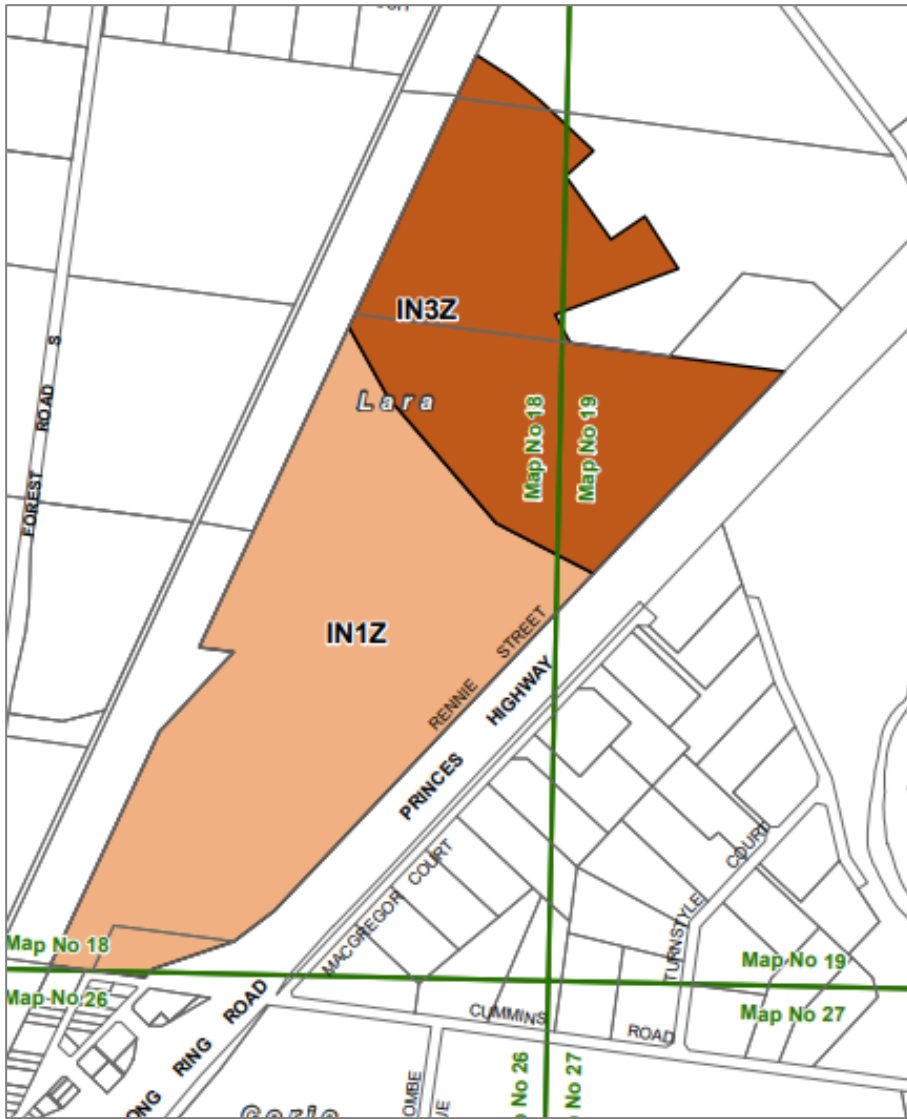 IN3Z
Lara
Map No 18
Map No 19
FOREST ROAD S
IN1Z
RENNIE STREET
PRINCES HIGHWAY
MACGREGOR COURT
TURNSTYLE COURT
Map No 18
Map No 19
Map No 26
Map No 27
CUMMINS ROAD
ONG RING ROAD
No 26
No 27
OMBE